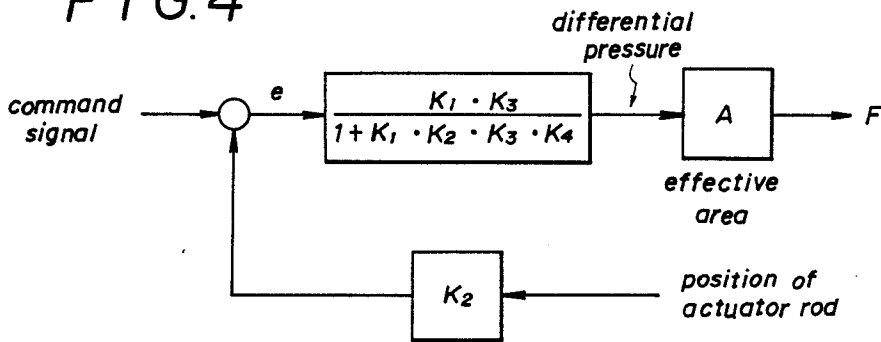 FIG. 4
differential
pressure
command
signal
e
K₁ · K₃
1 + K₁ · K₂ · K₃ · K₄
A
F
effective
area
K₂
position of
actuator rod